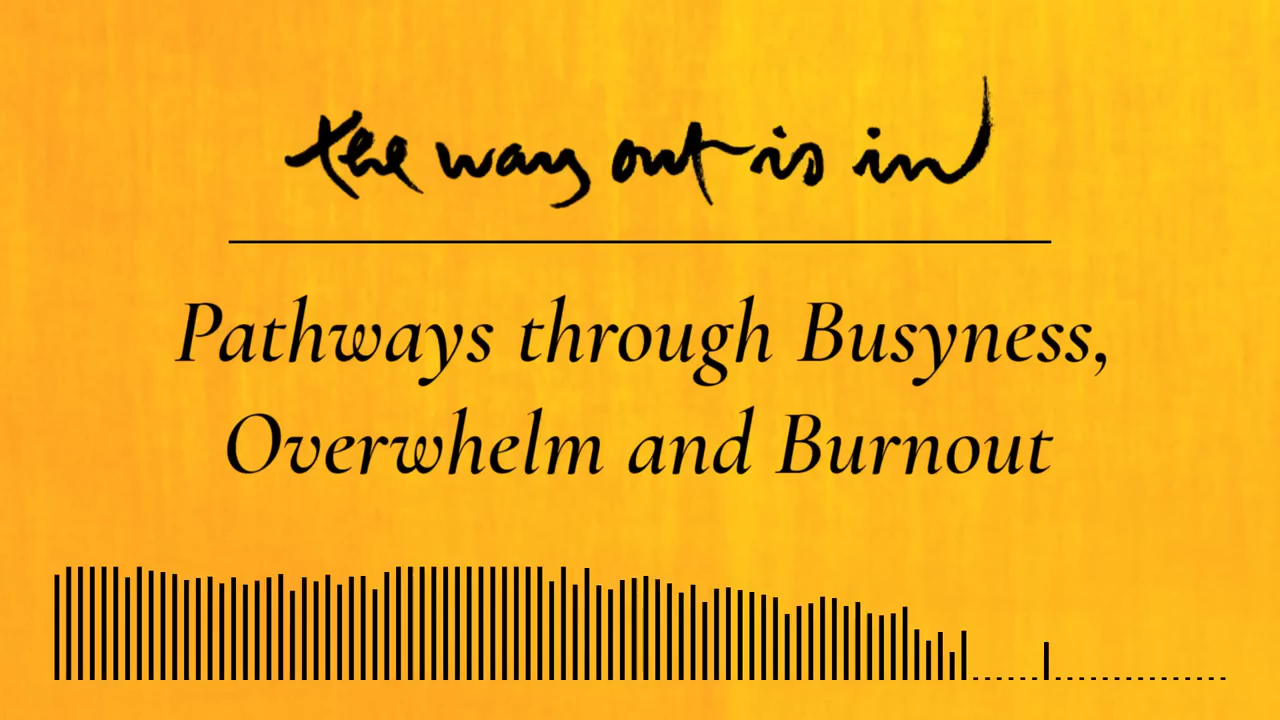 the way out is in
Pathways through Busyness,
Overwhelm and Burnout